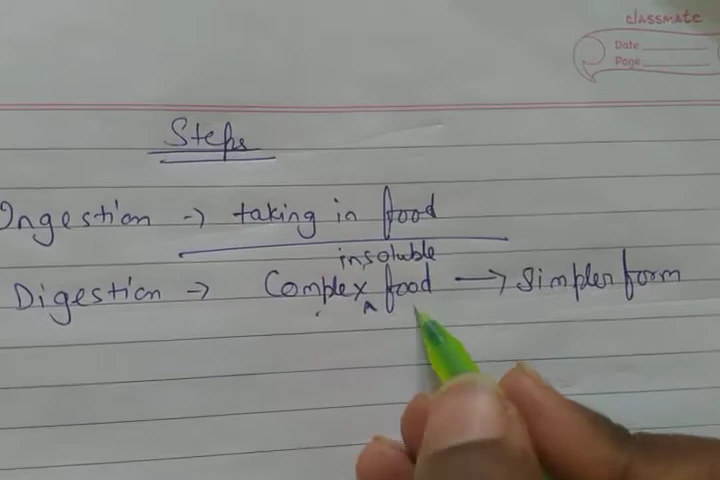 classmate
Date
Page
Steps
Ingestion → taking in food
insoluble
Digestion → Complex ^ food → Simpler form